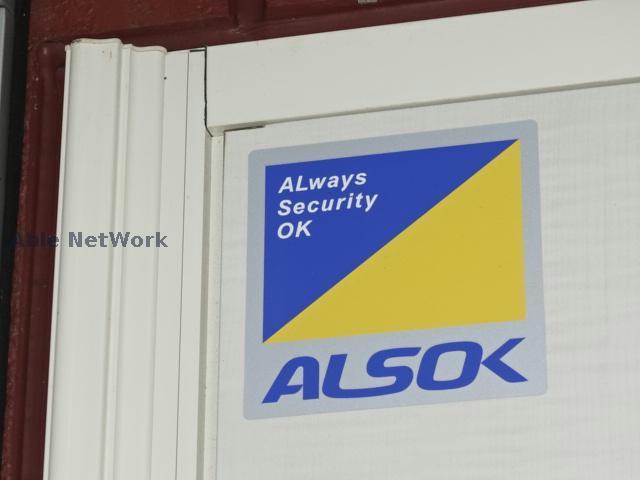 ALways
Security
OK
Able NetWork
ALSOK